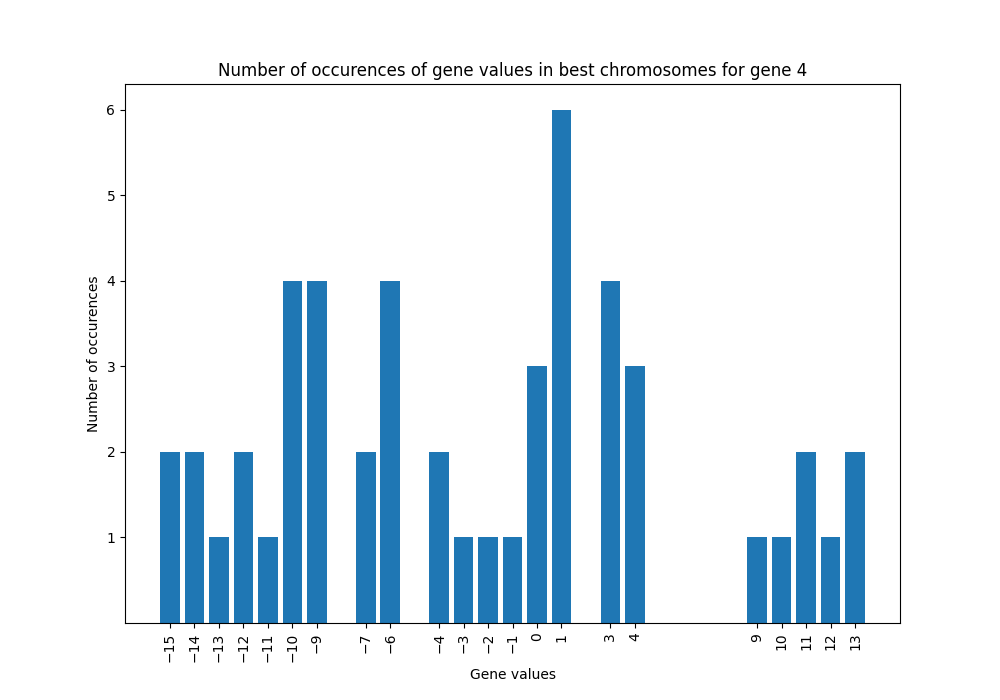 Number of occurences of gene values in best chromosomes for gene 4
Number of occurences
6
5
4
3
2
1
−15 −14 −13 −12 −11 −10 −9 −7 −6 −4 −3 −2 −1 0 1 3 4 9 10 11 12 13
Gene values